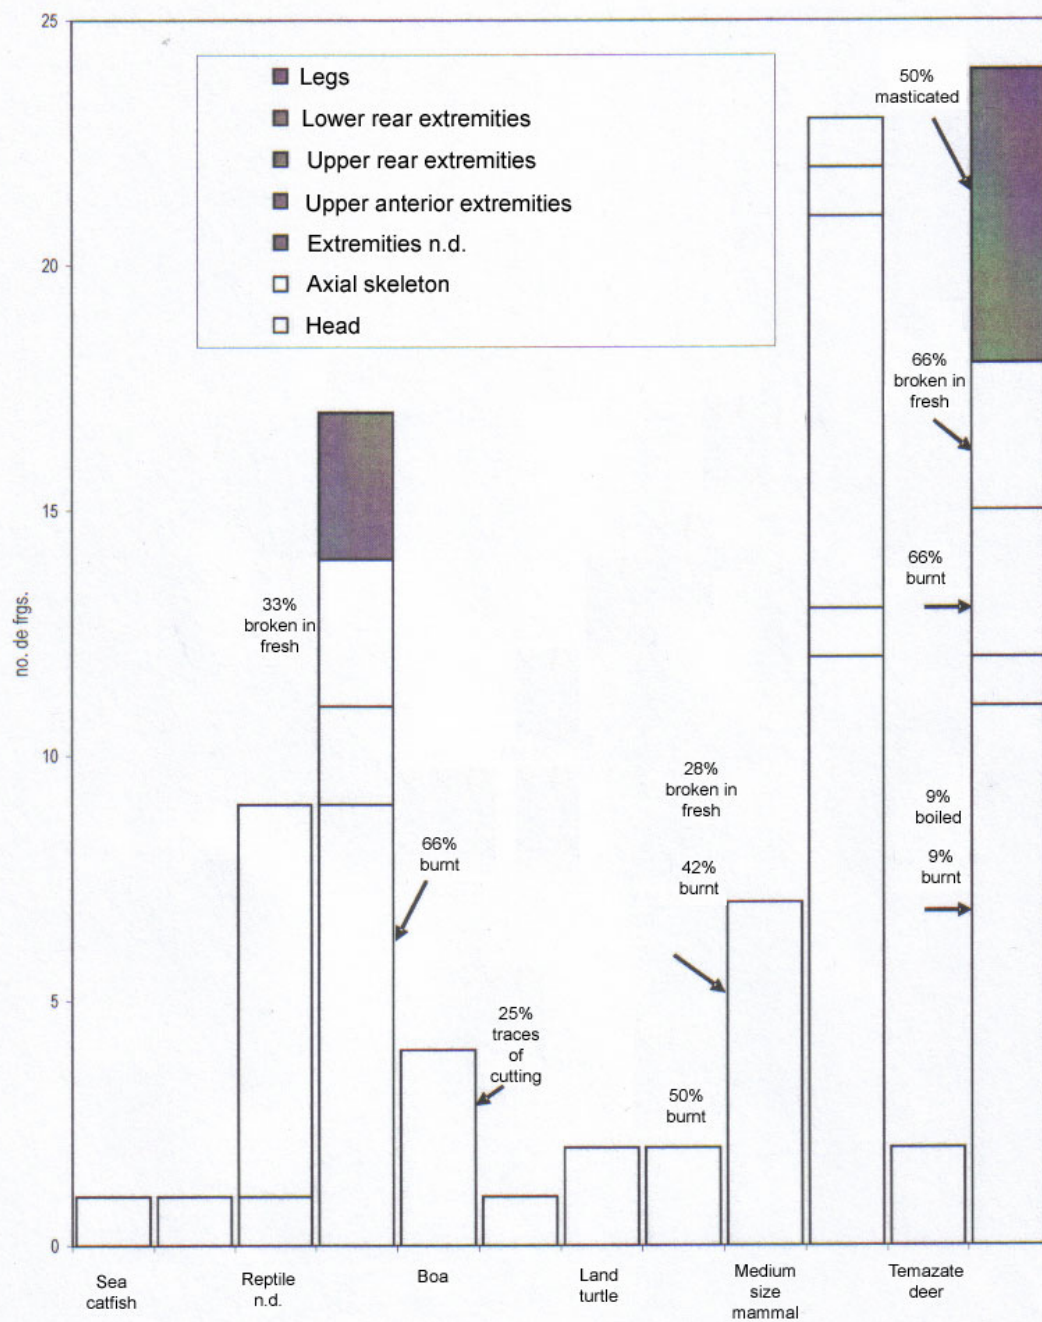 25
20
15
10
5
0
no. de frgs.
Legs
Lower rear extremities
Upper rear extremities
Upper anterior extremities
Extremities n.d.
Axial skeleton
Head
33%
broken in
fresh
66%
burnt
25%
traces
of
cutting
50%
burnt
28%
broken in
fresh
42%
burnt
50%
masticated
66%
broken in
fresh
66%
burnt
9%
boiled
9%
burnt
Sea
catfish
Reptile
n.d.
Boa
Land
turtle
Medium
size
mammal
Temazate
deer